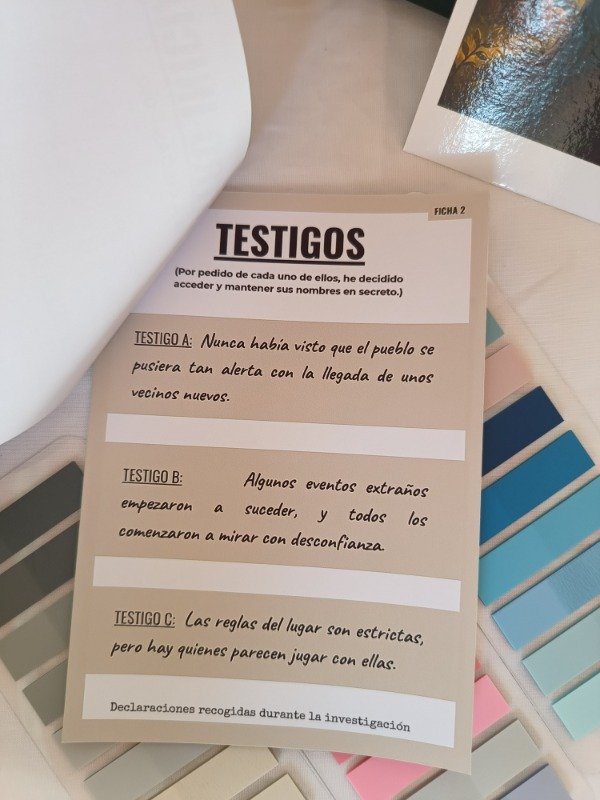 FICHA 2
TESTIGOS
(Por pedido de cada uno de ellos, he decidido
acceder y mantener sus nombres en secreto.)
TESTIGO A: Nunca había visto que el pueblo se
pusiera tan alerta con la llegada de unos
vecinos nuevos.
TESTIGO B: Algunos eventos extraños
empezaron a suceder, y todos los
comenzaron a mirar con desconfianza.
TESTIGO C: Las reglas del lugar son estrictas,
pero hay quienes parecen jugar con ellas.
Declaraciones recogidas durante la investigación